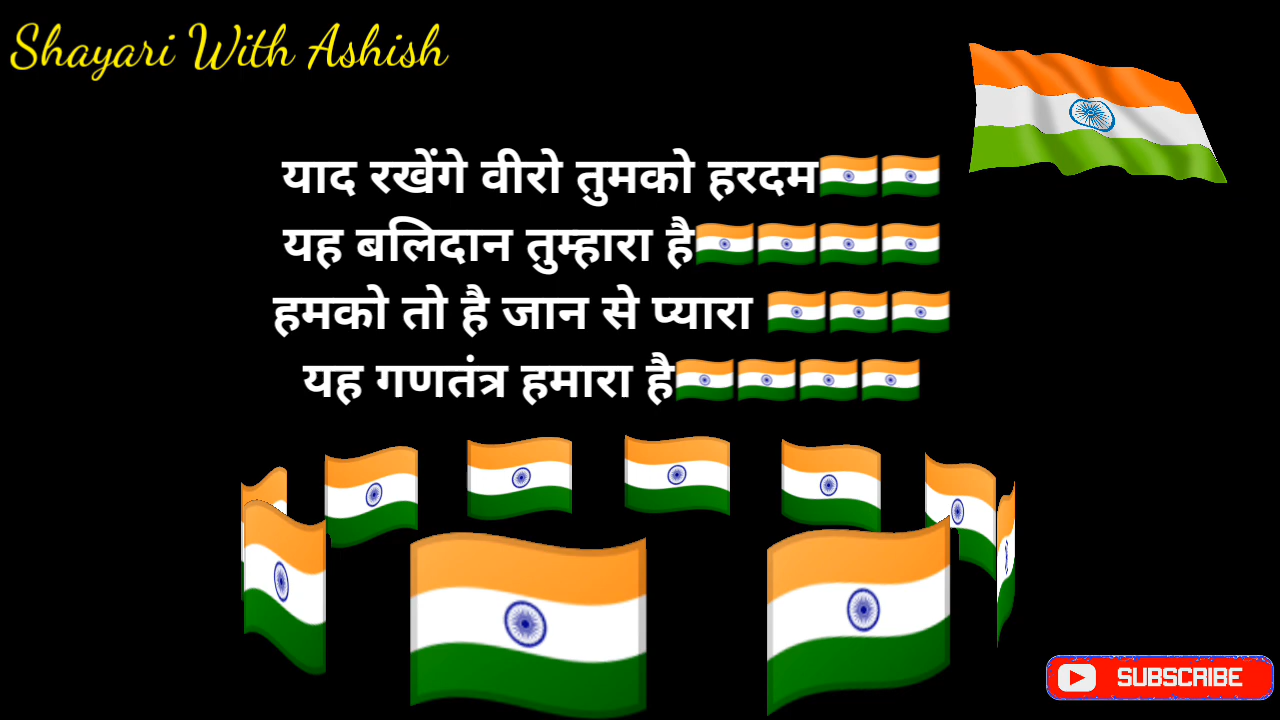 Shayari With Ashish
याद रखेंगे वीरो तुमको हरदम🇮🇳🇮🇳
यह बलिदान तुम्हारा है🇮🇳🇮🇳🇮🇳🇮🇳
हमको तो है जान से प्यारा 🇮🇳🇮🇳🇮🇳
यह गणतंत्र हमारा है🇮🇳🇮🇳🇮🇳🇮🇳
SUBSCRIBE